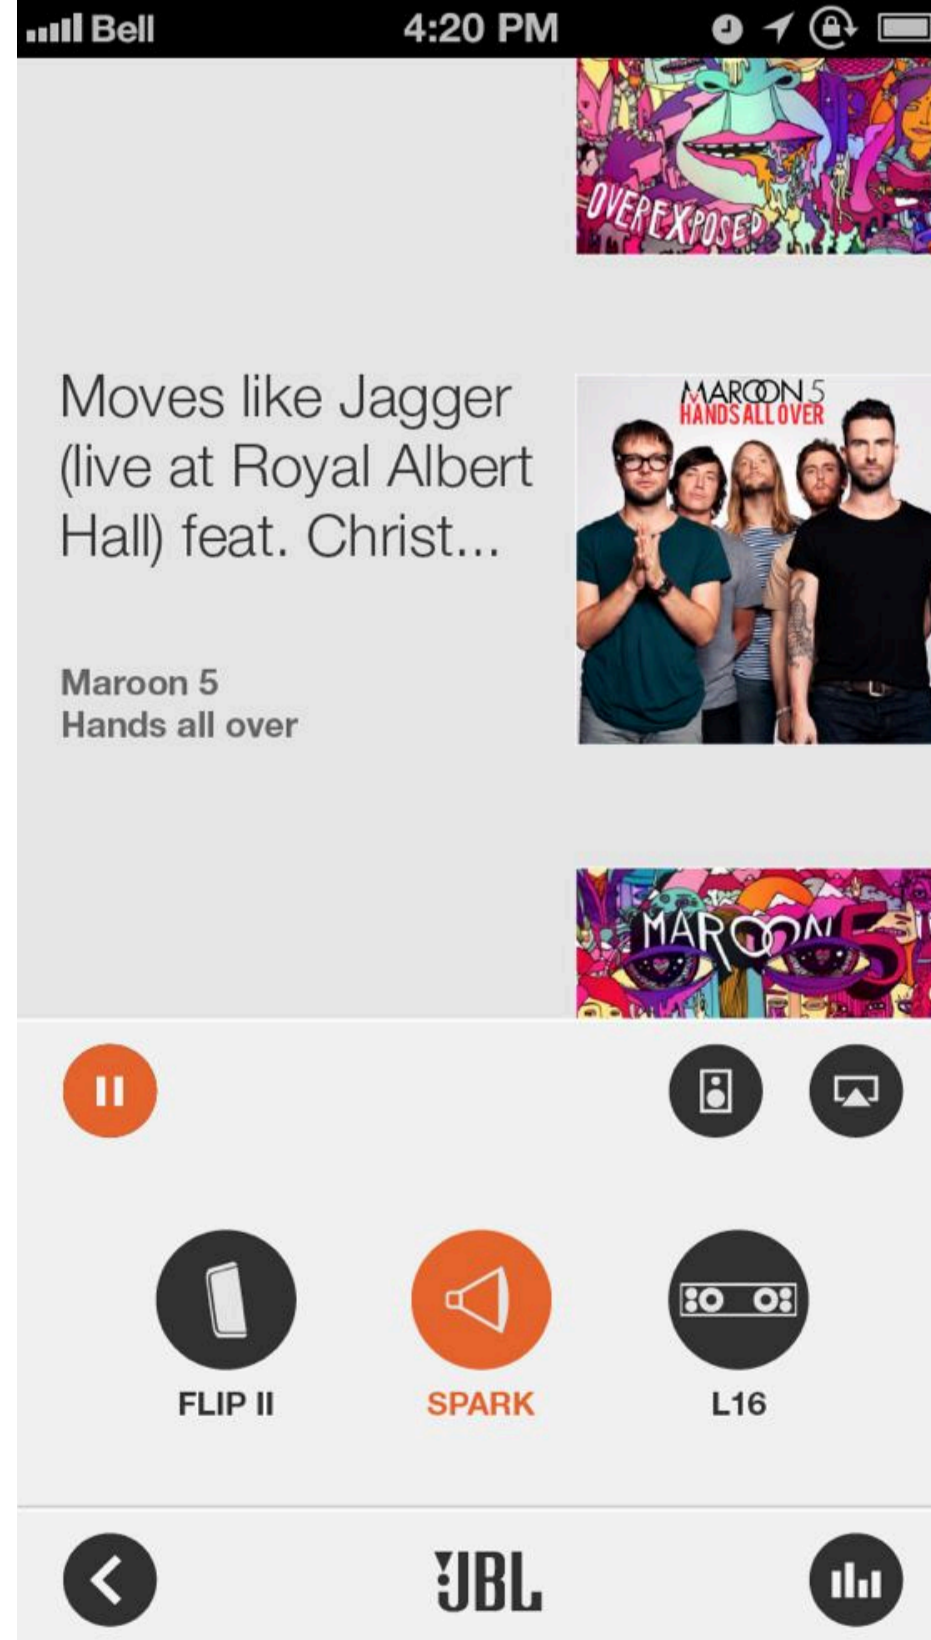 Bell 4:20 PM
OVEREXPOSED
Moves like Jagger
(live at Royal Albert
Hall) feat. Christ...
MAROON 5
HANDS ALL OVER
Maroon 5
Hands all over
MAROON 5
FLIP II SPARK L16
JBL